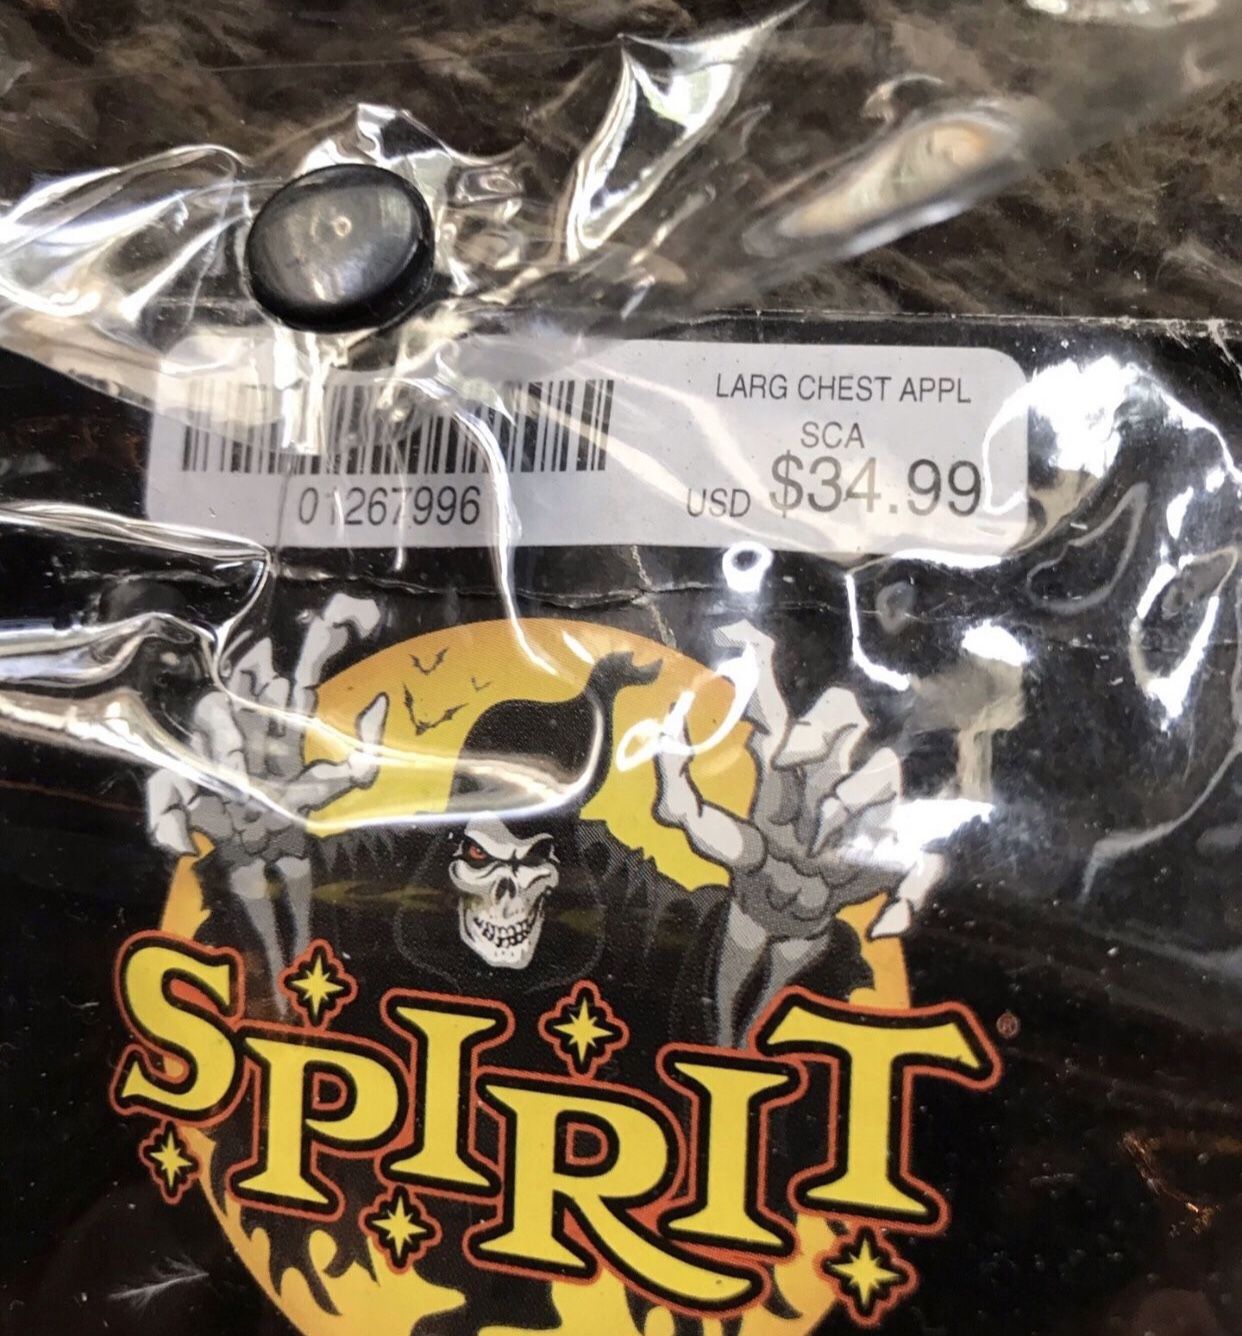 LARG CHEST APPL
SCA
USD $34.99
01267996
SPIRIT
®